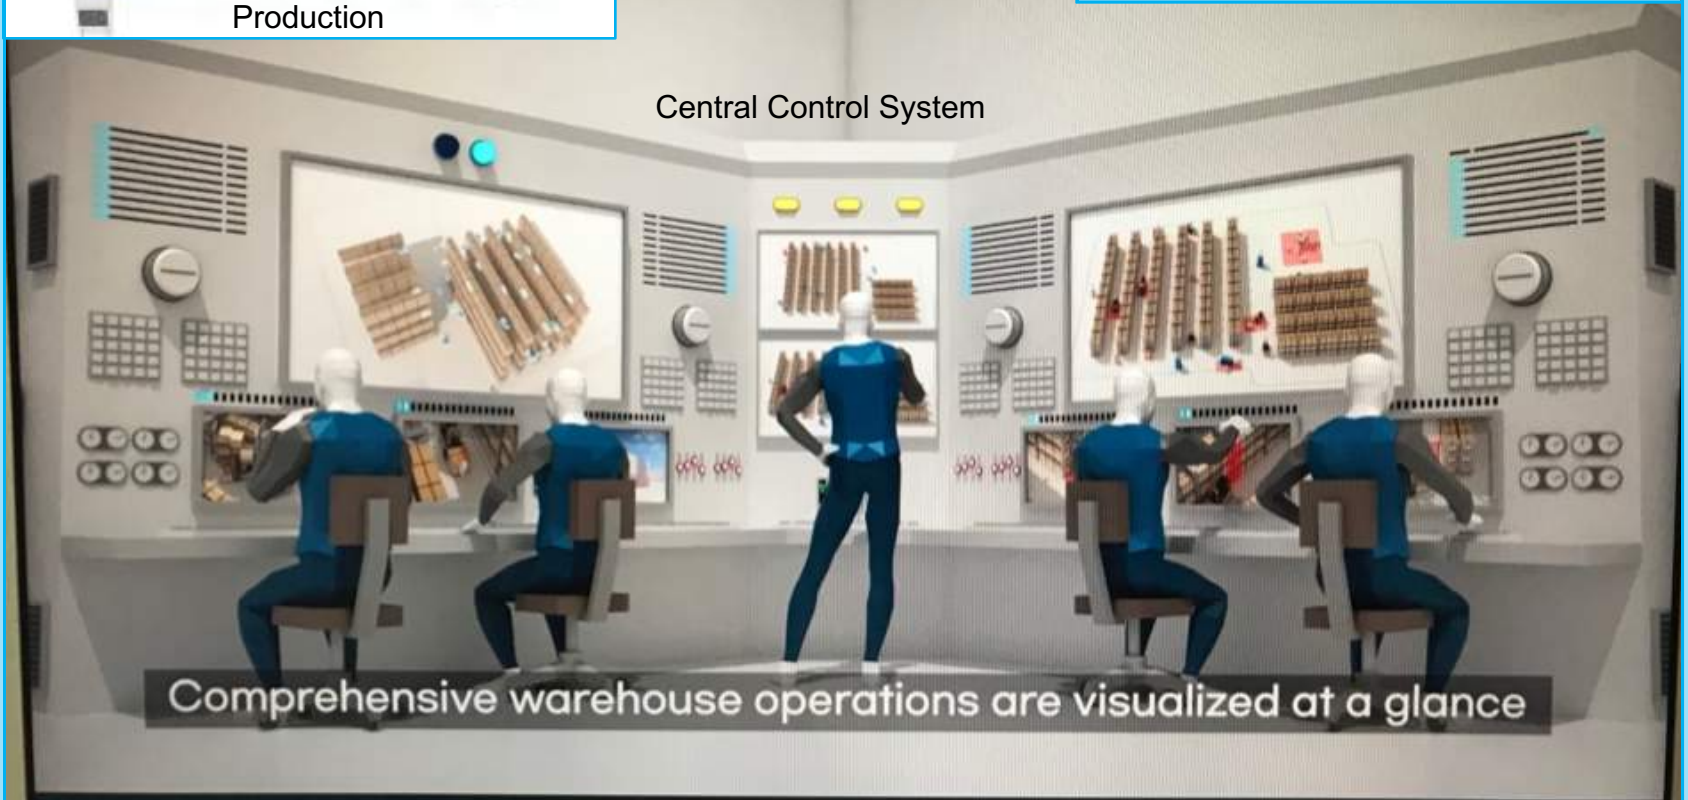 Production
Central Control System
Comprehensive warehouse operations are visualized at a glance